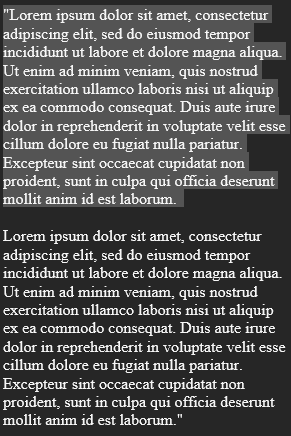 "Lorem ipsum dolor sit amet, consectetur
adipiscing elit, sed do eiusmod tempor
incididunt ut labore et dolore magna aliqua.
Ut enim ad minim veniam, quis nostrud
exercitation ullamco laboris nisi ut aliquip
ex ea commodo consequat. Duis aute irure
dolor in reprehenderit in voluptate velit esse
cillum dolore eu fugiat nulla pariatur.
Excepteur sint occaecat cupidatat non
proident, sunt in culpa qui officia deserunt
mollit anim id est laborum.

Lorem ipsum dolor sit amet, consectetur
adipiscing elit, sed do eiusmod tempor
incididunt ut labore et dolore magna aliqua.
Ut enim ad minim veniam, quis nostrud
exercitation ullamco laboris nisi ut aliquip
ex ea commodo consequat. Duis aute irure
dolor in reprehenderit in voluptate velit esse
cillum dolore eu fugiat nulla pariatur.
Excepteur sint occaecat cupidatat non
proident, sunt in culpa qui officia deserunt
mollit anim id est laborum."